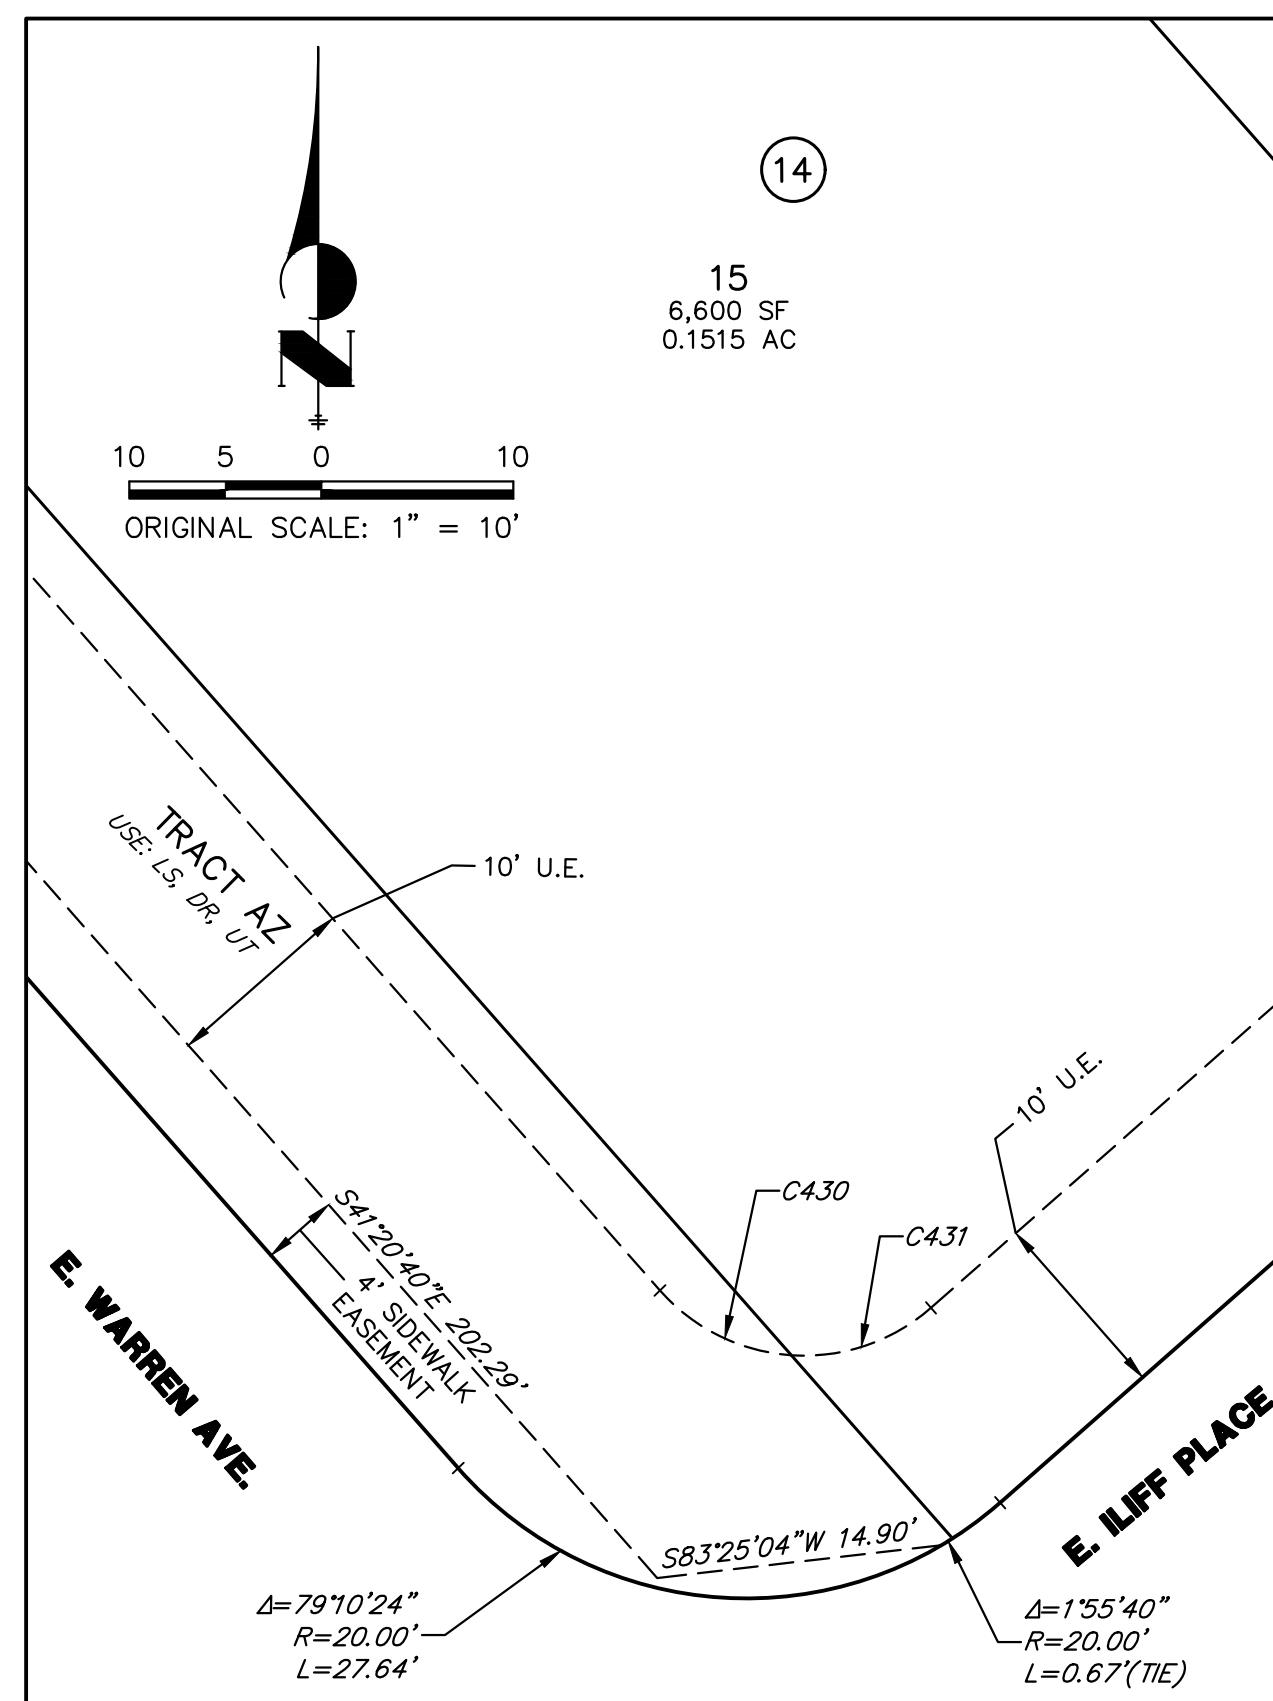 14
15
6,600 SF
0.1515 AC
N
10 5 0 10
ORIGINAL SCALE: 1" = 10'
TRACT AZ
USE: LS, DR, UT
10' U.E.
10' U.E.
C430
C431
S41°20'40"E 202.29'
4' SIDEWALK
EASEMENT
E. WARREN AVE.
E. ILIFF PLACE
S83°25'04"W 14.90'
Δ=79°10'24"
R=20.00'
L=27.64'
Δ=1°55'40"
R=20.00'
L=0.67'(TIE)